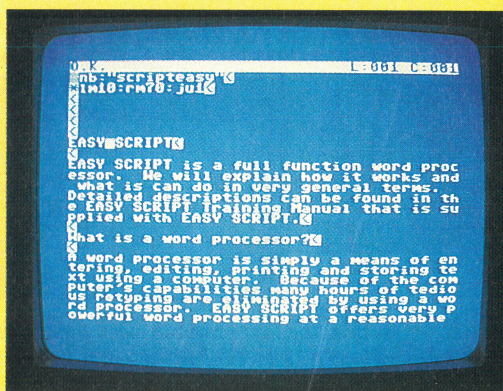 O.K. L:001 C:001
*nb:"scripteasy"<
*lm10:rm70:ju1<
<
<
<
<
EASY SCRIPT<
<
EASY SCRIPT is a full function word proc
essor. We will explain how it works and
what is can do in very general terms.
Detailed descriptions can be found in th
e EASY SCRIPT Training Manual that is su
pplied with EASY SCRIPT.<
<
What is a word processor?<
<
A word processor is simply a means of en
tering, editing, printing and storing te
xt using a computer. Because of the com
puter's capabilities many hours of tedio
us retyping are eliminated by using a wo
rd processor. EASY SCRIPT offers very p
owerful word processing at a reasonable